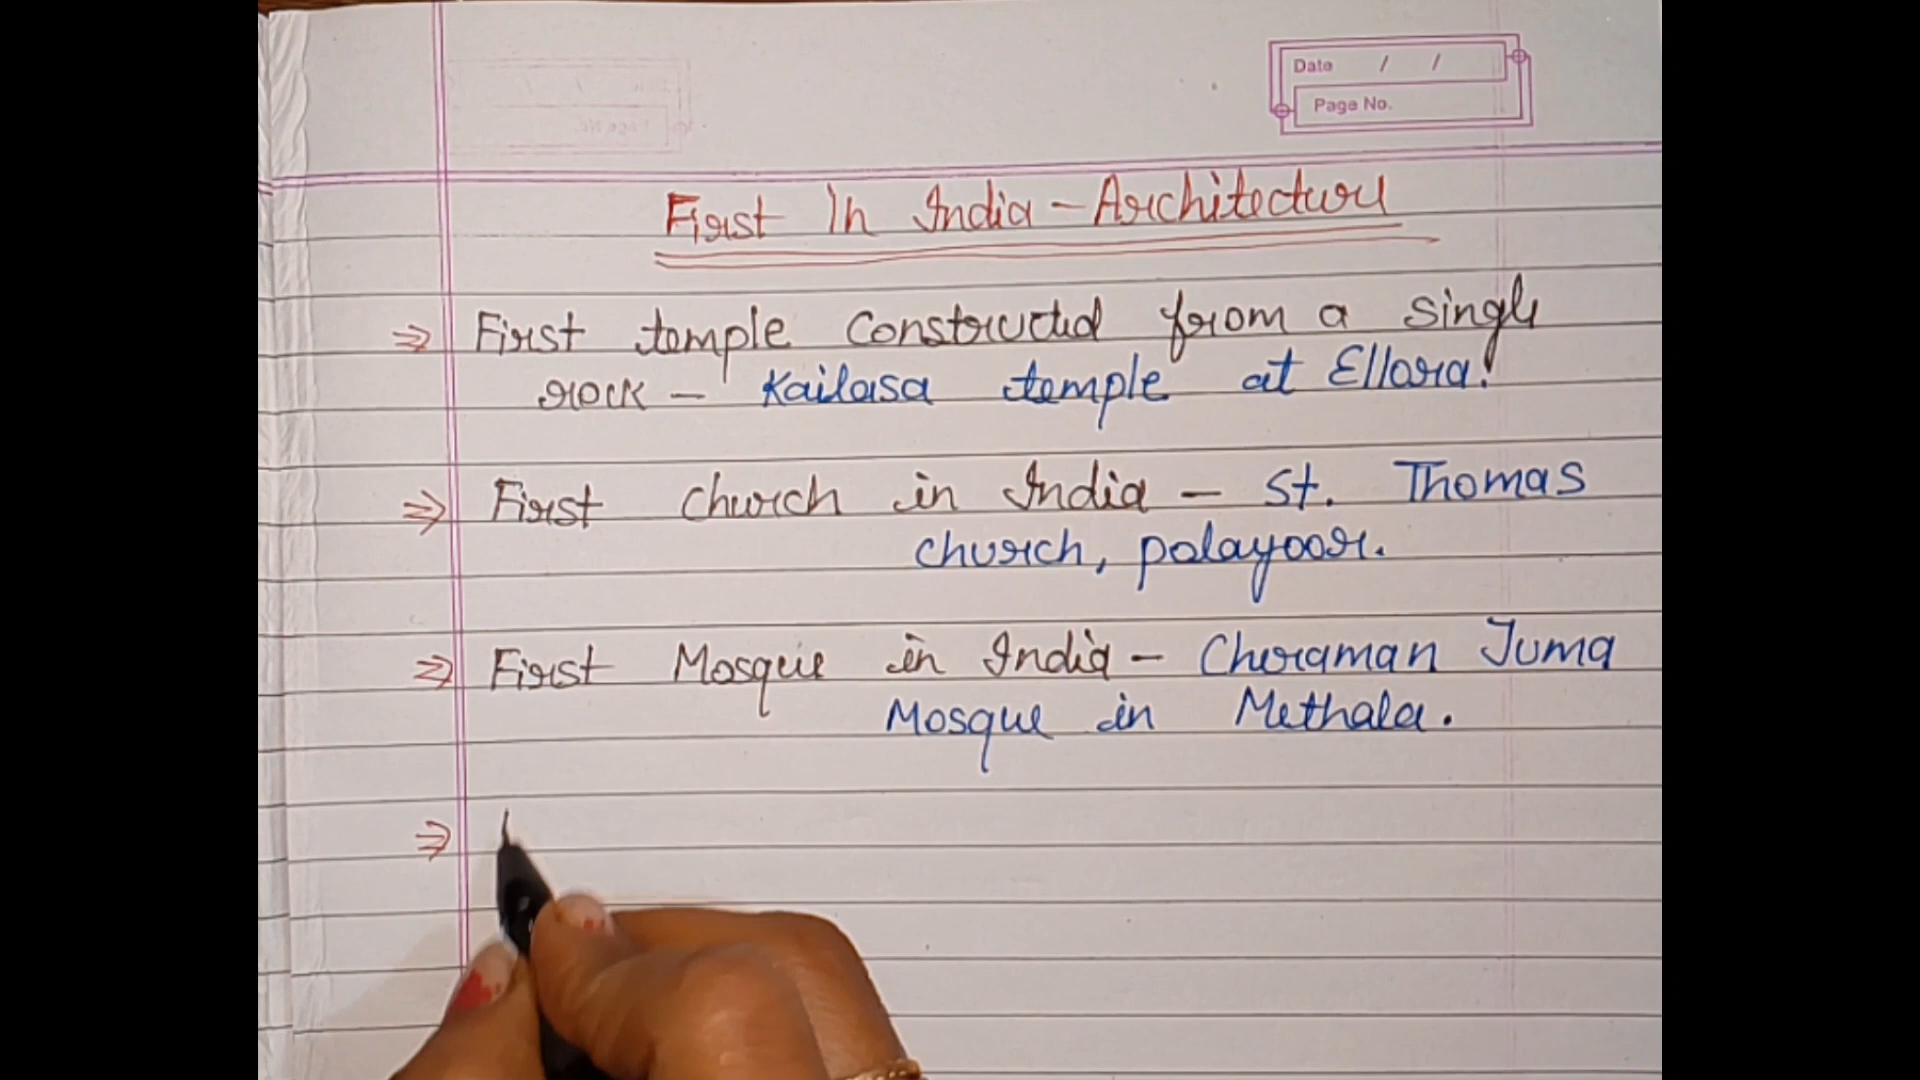 Date / /
Page No.
First In India - Architecture
⇒ First temple constructed from a single
rock - Kailasa temple at Ellora.
⇒ First church in India - St. Thomas
church, palayoor.
⇒ First Mosque in India - Cheraman Juma
Mosque in Methala.
⇒